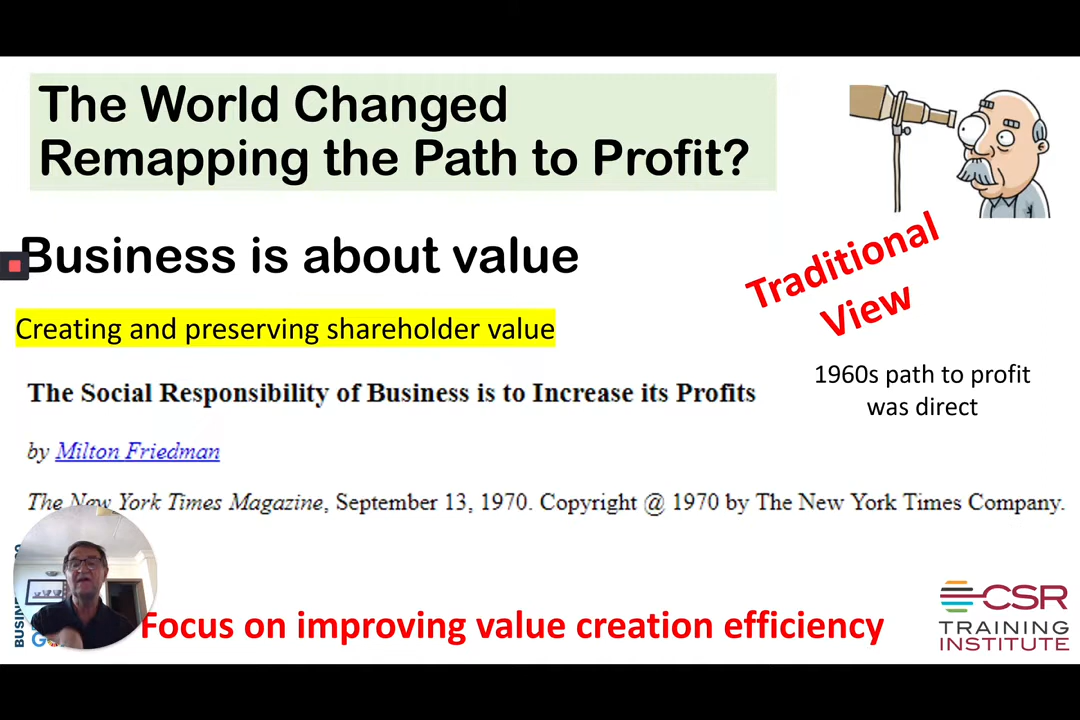 The World Changed
Remapping the Path to Profit?
Business is about value
Traditional
View
Creating and preserving shareholder value
1960s path to profit
was direct
The Social Responsibility of Business is to Increase its Profits
by Milton Friedman
The New York Times Magazine, September 13, 1970. Copyright @ 1970 by The New York Times Company.
Focus on improving value creation efficiency
CSR
TRAINING
INSTITUTE